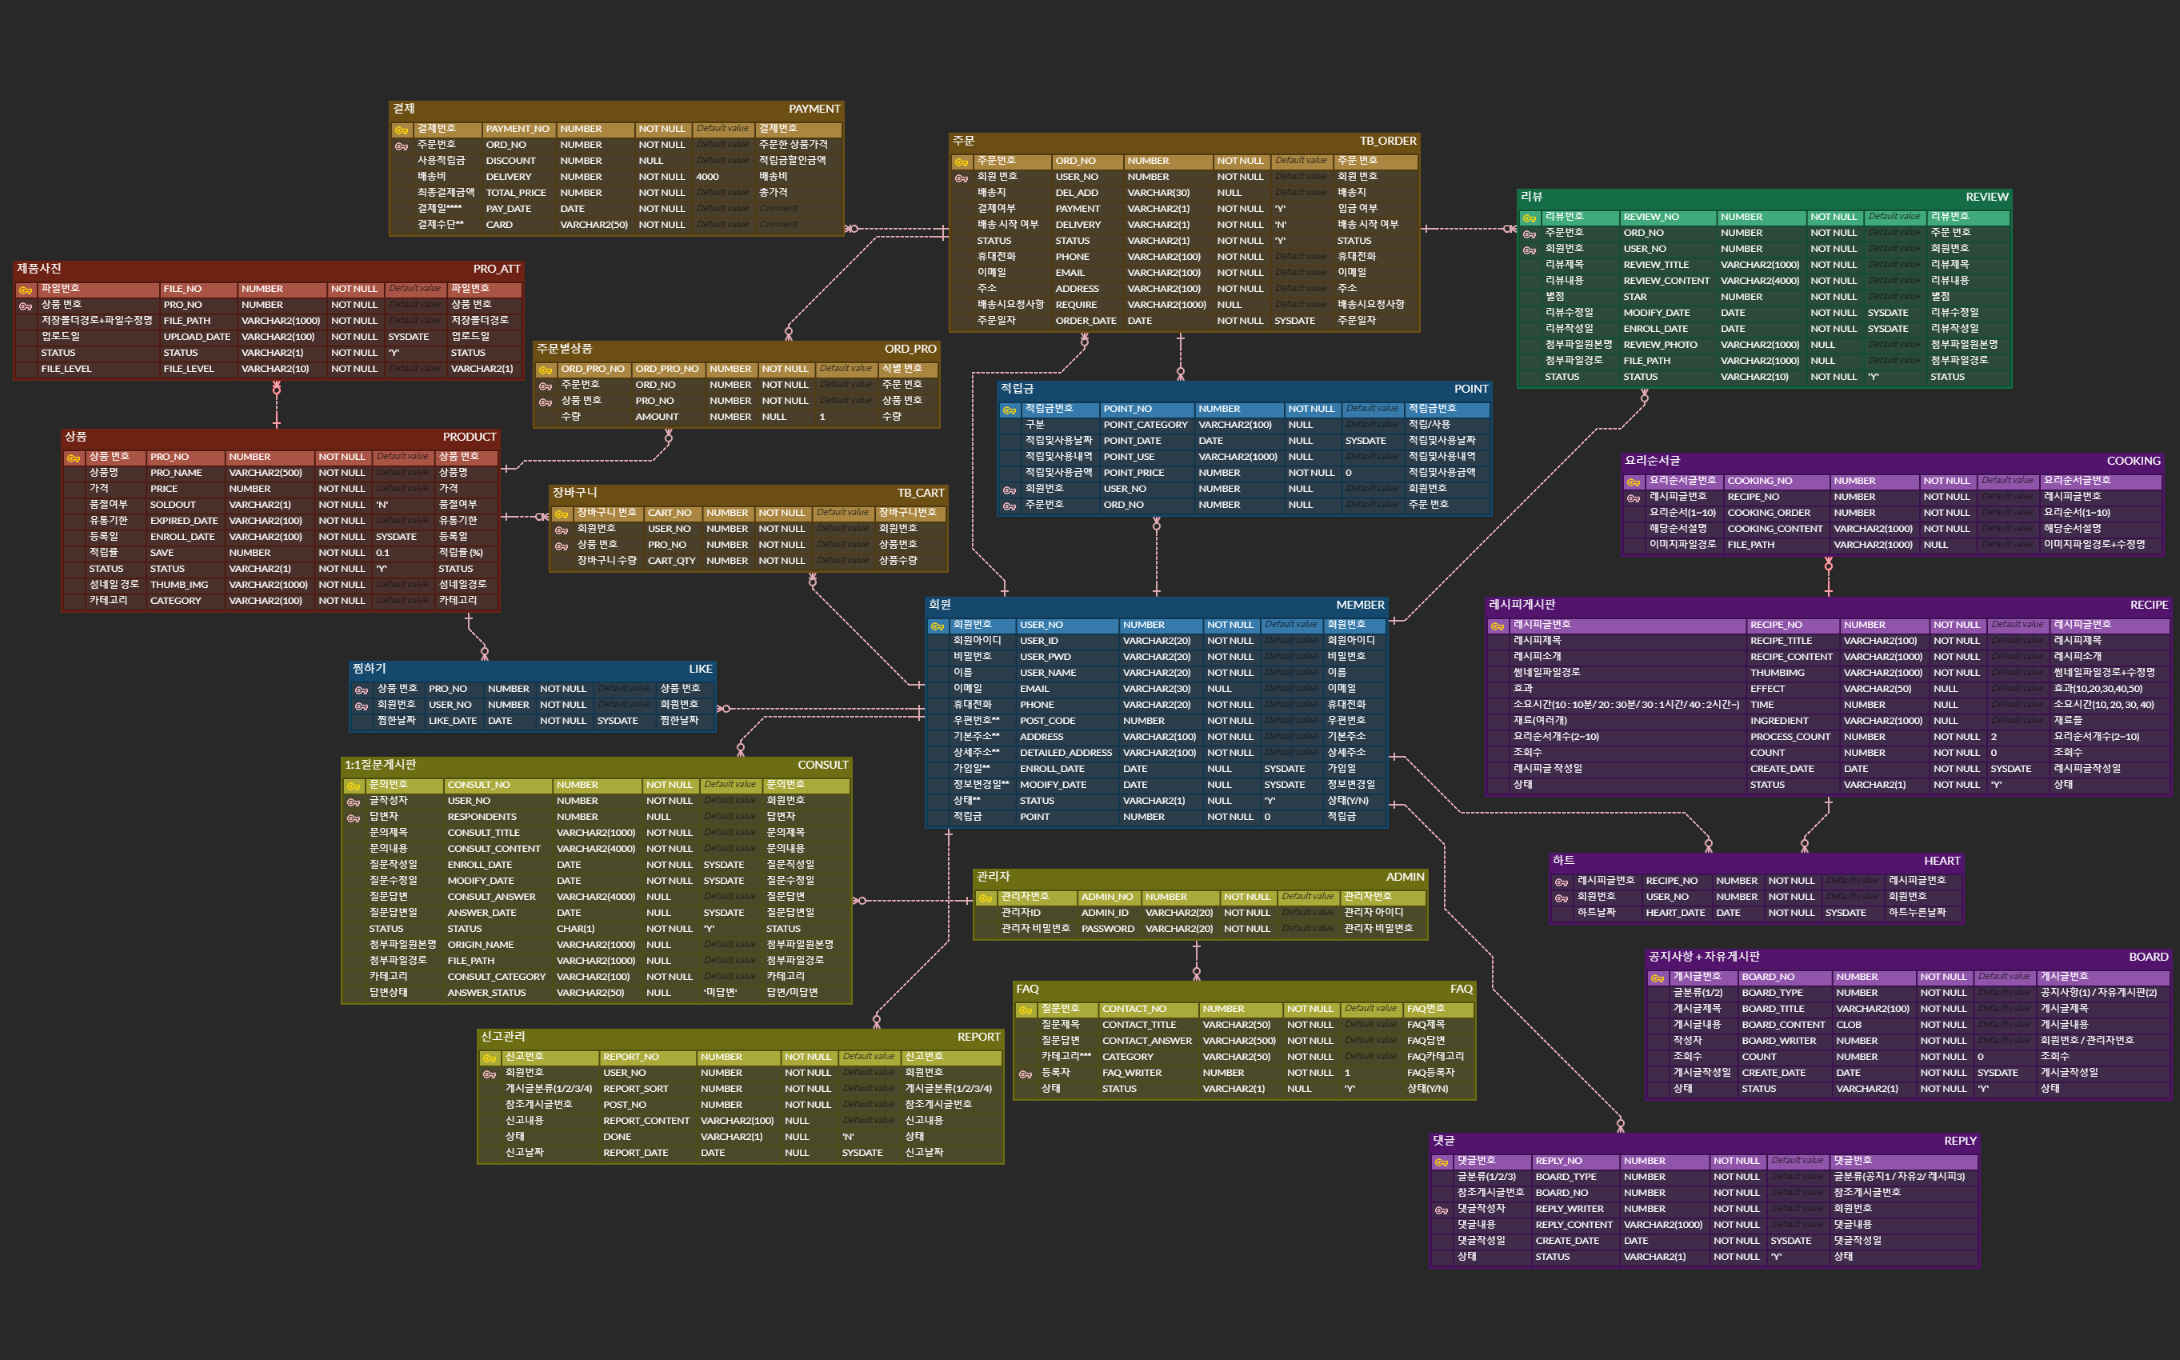 결제 PAYMENT
결제번호 PAYMENT_NO NUMBER NOT NULL Default value 결제번호
주문번호 ORD_NO NUMBER NOT NULL Default value 주문한 상품가격
사용적립금 DISCOUNT NUMBER NULL Default value 적립금할인금액
배송비 DELIVERY NUMBER NOT NULL 4000 배송비
최종결제금액 TOTAL_PRICE NUMBER NOT NULL Default value 총가격
결제일**** PAY_DATE DATE NOT NULL Default value Comment
결제수단** CARD VARCHAR2(50) NOT NULL Default value Comment
주문 TB_ORDER
주문번호 ORD_NO NUMBER NOT NULL Default value 주문 번호
회원 번호 USER_NO NUMBER NOT NULL Default value 회원 번호
배송지 DEL_ADD VARCHAR(30) NULL Default value 배송지
결제여부 PAYMENT VARCHAR2(1) NOT NULL 'Y' 입금 여부
배송 시작 여부 DELIVERY VARCHAR2(1) NOT NULL 'N' 배송 시작 여부
STATUS STATUS VARCHAR2(1) NOT NULL 'Y' STATUS
휴대전화 PHONE VARCHAR2(100) NOT NULL Default value 휴대전화
이메일 EMAIL VARCHAR2(100) NOT NULL Default value 이메일
주소 ADDRESS VARCHAR2(100) NOT NULL Default value 주소
배송시요청사항 REQUIRE VARCHAR2(1000) NULL Default value 배송시요청사항
주문일자 ORDER_DATE DATE NOT NULL SYSDATE 주문일자
리뷰 REVIEW
리뷰번호 REVIEW_NO NUMBER NOT NULL Default value 리뷰번호
주문번호 ORD_NO NUMBER NOT NULL Default value 주문 번호
회원번호 USER_NO NUMBER NOT NULL Default value 회원번호
리뷰제목 REVIEW_TITLE VARCHAR2(1000) NOT NULL Default value 리뷰제목
리뷰내용 REVIEW_CONTENT VARCHAR2(4000) NOT NULL Default value 리뷰내용
별점 STAR NUMBER NOT NULL Default value 별점
리뷰수정일 MODIFY_DATE DATE NOT NULL SYSDATE 리뷰수정일
리뷰작성일 ENROLL_DATE DATE NOT NULL SYSDATE 리뷰작성일
첨부파일원본명 REVIEW_PHOTO VARCHAR2(1000) NULL Default value 첨부파일원본명
첨부파일경로 FILE_PATH VARCHAR2(1000) NULL Default value 첨부파일경로
STATUS STATUS VARCHAR2(10) NOT NULL 'Y' STATUS
제품사진 PRO_ATT
파일번호 FILE_NO NUMBER NOT NULL Default value 파일번호
상품 번호 PRO_NO NUMBER NOT NULL Default value 상품 번호
저장폴더경로+파일수정명 FILE_PATH VARCHAR2(1000) NOT NULL Default value 저장폴더경로
업로드일 UPLOAD_DATE VARCHAR2(100) NOT NULL SYSDATE 업로드일
STATUS STATUS VARCHAR2(1) NOT NULL 'Y' STATUS
FILE_LEVEL FILE_LEVEL VARCHAR2(10) NOT NULL Default value VARCHAR2(1)
주문별상품 ORD_PRO
ORD_PRO_NO ORD_PRO_NO NUMBER NOT NULL Default value 식별 번호
주문번호 ORD_NO NUMBER NOT NULL Default value 주문 번호
상품 번호 PRO_NO NUMBER NOT NULL Default value 상품 번호
수량 AMOUNT NUMBER NULL 1 수량
적립금 POINT
적립금번호 POINT_NO NUMBER NOT NULL Default value 적립금번호
구분 POINT_CATEGORY VARCHAR2(100) NULL Default value 적립/사용
적립및사용날짜 POINT_DATE DATE NULL SYSDATE 적립및사용날짜
적립및사용내역 POINT_USE VARCHAR2(1000) NULL Default value 적립및사용내역
적립및사용금액 POINT_PRICE NUMBER NOT NULL 0 적립및사용금액
회원번호 USER_NO NUMBER NULL Default value 회원번호
주문번호 ORD_NO NUMBER NULL Default value 주문 번호
상품 PRODUCT
상품 번호 PRO_NO NUMBER NOT NULL Default value 상품 번호
상품명 PRO_NAME VARCHAR2(500) NOT NULL Default value 상품명
가격 PRICE NUMBER NOT NULL Default value 가격
품절여부 SOLDOUT VARCHAR2(1) NOT NULL 'N' 품절여부
유통기한 EXPIRED_DATE VARCHAR2(100) NOT NULL Default value 유통기한
등록일 ENROLL_DATE VARCHAR2(100) NOT NULL SYSDATE 등록일
적립률 SAVE NUMBER NOT NULL 0.1 적립률 (%)
STATUS STATUS VARCHAR2(1) NOT NULL 'Y' STATUS
섬네일 경로 THUMB_IMG VARCHAR2(1000) NOT NULL Default value 섬네일경로
카테고리 CATEGORY VARCHAR2(100) NOT NULL Default value 카테고리
장바구니 TB_CART
장바구니 번호 CART_NO NUMBER NOT NULL Default value 장바구니번호
회원번호 USER_NO NUMBER NOT NULL Default value 회원번호
상품 번호 PRO_NO NUMBER NOT NULL Default value 상품번호
장바구니 수량 CART_QTY NUMBER NOT NULL Default value 상품수량
요리순서글 COOKING
요리순서글번호 COOKING_NO NUMBER NOT NULL Default value 요리순서글번호
레시피글번호 RECIPE_NO NUMBER NOT NULL Default value 레시피글번호
요리순서(1~10) COOKING_ORDER NUMBER NOT NULL Default value 요리순서(1~10)
해당순서설명 COOKING_CONTENT VARCHAR2(1000) NOT NULL Default value 해당순서설명
이미지파일경로 FILE_PATH VARCHAR2(1000) NULL Default value 이미지파일경로+수정명
회원 MEMBER
회원번호 USER_NO NUMBER NOT NULL Default value 회원번호
회원아이디 USER_ID VARCHAR2(20) NOT NULL Default value 회원아이디
비밀번호 USER_PWD VARCHAR2(20) NOT NULL Default value 비밀번호
이름 USER_NAME VARCHAR2(20) NOT NULL Default value 이름
이메일 EMAIL VARCHAR2(30) NULL Default value 이메일
휴대전화 PHONE VARCHAR2(20) NOT NULL Default value 휴대전화
우편번호** POST_CODE NUMBER NOT NULL Default value 우편번호
기본주소** ADDRESS VARCHAR2(100) NOT NULL Default value 기본주소
상세주소** DETAILED_ADDRESS VARCHAR2(100) NOT NULL Default value 상세주소
가입일** ENROLL_DATE DATE NULL SYSDATE 가입일
정보변경일** MODIFY_DATE DATE NULL SYSDATE 정보변경일
상태** STATUS VARCHAR2(1) NULL 'Y' 상태(Y/N)
적립금 POINT NUMBER NOT NULL 0 적립금
레시피게시판 RECIPE
레시피글번호 RECIPE_NO NUMBER NOT NULL Default value 레시피글번호
레시피제목 RECIPE_TITLE VARCHAR2(100) NOT NULL Default value 레시피제목
레시피소개 RECIPE_CONTENT VARCHAR2(1000) NOT NULL Default value 레시피소개
썸네일파일경로 THUMBIMG VARCHAR2(1000) NOT NULL Default value 썸네일파일경로+수정명
효과 EFFECT VARCHAR2(50) NULL Default value 효과(10,20,30,40,50)
소요시간(10 : 10분/ 20 : 30분/ 30 : 1시간/ 40 : 2시간~) TIME NUMBER NULL Default value 소요시간(10, 20, 30, 40)
재료(여러개) INGREDIENT VARCHAR2(1000) NULL Default value 재료들
요리순서개수(2~10) PROCESS_COUNT NUMBER NOT NULL 2 요리순서개수(2~10)
조회수 COUNT NUMBER NOT NULL 0 조회수
레시피글 작성일 CREATE_DATE DATE NOT NULL SYSDATE 레시피글작성일
상태 STATUS VARCHAR2(1) NOT NULL 'Y' 상태
찜하기 LIKE
상품 번호 PRO_NO NUMBER NOT NULL Default value 상품 번호
회원번호 USER_NO NUMBER NOT NULL Default value 회원번호
찜한날짜 LIKE_DATE DATE NOT NULL SYSDATE 찜한날짜
1:1질문게시판 CONSULT
문의번호 CONSULT_NO NUMBER NOT NULL Default value 문의번호
글작성자 USER_NO NUMBER NOT NULL Default value 회원번호
답변자 RESPONDENTS NUMBER NULL Default value 답변자
문의제목 CONSULT_TITLE VARCHAR2(1000) NOT NULL Default value 문의제목
문의내용 CONSULT_CONTENT VARCHAR2(4000) NOT NULL Default value 문의내용
질문작성일 ENROLL_DATE DATE NOT NULL SYSDATE 질문직성일
질문수정일 MODIFY_DATE DATE NOT NULL SYSDATE 질문수정일
질문답변 CONSULT_ANSWER VARCHAR2(4000) NULL Default value 질문답변
질문답변일 ANSWER_DATE DATE NULL SYSDATE 질문답변일
STATUS STATUS CHAR(1) NOT NULL 'Y' STATUS
첨부파일원본명 ORIGIN_NAME VARCHAR2(1000) NULL Default value 첨부파일원본명
첨부파일경로 FILE_PATH VARCHAR2(1000) NULL Default value 첨부파일경로
카테고리 CONSULT_CATEGORY VARCHAR2(100) NOT NULL Default value 카테고리
답변상태 ANSWER_STATUS VARCHAR2(50) NULL '미답변' 답변/미답변
관리자 ADMIN
관리자번호 ADMIN_NO NUMBER NOT NULL Default value 관리자번호
관리자ID ADMIN_ID VARCHAR2(20) NOT NULL Default value 관리자 아이디
관리자 비밀번호 PASSWORD VARCHAR2(20) NOT NULL Default value 관리자 비밀번호
하트 HEART
레시피글번호 RECIPE_NO NUMBER NOT NULL Default value 레시피글번호
회원번호 USER_NO NUMBER NOT NULL Default value 회원번호
하트날짜 HEART_DATE DATE NOT NULL SYSDATE 하트누른날짜
공지사항 + 자유게시판 BOARD
게시글번호 BOARD_NO NUMBER NOT NULL Default value 게시글번호
글분류(1/2) BOARD_TYPE NUMBER NOT NULL Default value 공지사항(1) / 자유게시판(2)
게시글제목 BOARD_TITLE VARCHAR2(100) NOT NULL Default value 게시글제목
게시글내용 BOARD_CONTENT CLOB NOT NULL Default value 게시글내용
작성자 BOARD_WRITER NUMBER NOT NULL Default value 회원번호 / 관리자번호
조회수 COUNT NUMBER NOT NULL 0 조회수
게시글작성일 CREATE_DATE DATE NOT NULL SYSDATE 게시글작성일
상태 STATUS VARCHAR2(1) NOT NULL 'Y' 상태
FAQ FAQ
질문번호 CONTACT_NO NUMBER NOT NULL Default value FAQ번호
질문제목 CONTACT_TITLE VARCHAR2(50) NOT NULL Default value FAQ제목
질문답변 CONTACT_ANSWER VARCHAR2(500) NOT NULL Default value FAQ답변
카테고리*** CATEGORY VARCHAR2(50) NOT NULL Default value FAQ카테고리
등록자 FAQ_WRITER NUMBER NOT NULL 1 FAQ등록자
상태 STATUS VARCHAR2(1) NULL 'Y' 상태(Y/N)
신고관리 REPORT
신고번호 REPORT_NO NUMBER NOT NULL Default value 신고번호
회원번호 USER_NO NUMBER NOT NULL Default value 회원번호
게시글분류(1/2/3/4) REPORT_SORT NUMBER NOT NULL Default value 게시글분류(1/2/3/4)
참조게시글번호 POST_NO NUMBER NOT NULL Default value 참조게시글번호
신고내용 REPORT_CONTENT VARCHAR2(100) NULL Default value 신고내용
상태 DONE VARCHAR2(1) NULL 'N' 상태
신고날짜 REPORT_DATE DATE NULL SYSDATE 신고날짜
댓글 REPLY
댓글번호 REPLY_NO NUMBER NOT NULL Default value 댓글번호
글분류(1/2/3) BOARD_TYPE NUMBER NOT NULL Default value 글분류(공지1 / 자유2/ 레시피3)
참조게시글번호 BOARD_NO NUMBER NOT NULL Default value 참조게시글번호
댓글작성자 REPLY_WRITER NUMBER NOT NULL Default value 회원번호
댓글내용 REPLY_CONTENT VARCHAR2(1000) NOT NULL Default value 댓글내용
댓글작성일 CREATE_DATE DATE NOT NULL SYSDATE 댓글작성일
상태 STATUS VARCHAR2(1) NOT NULL 'Y' 상태